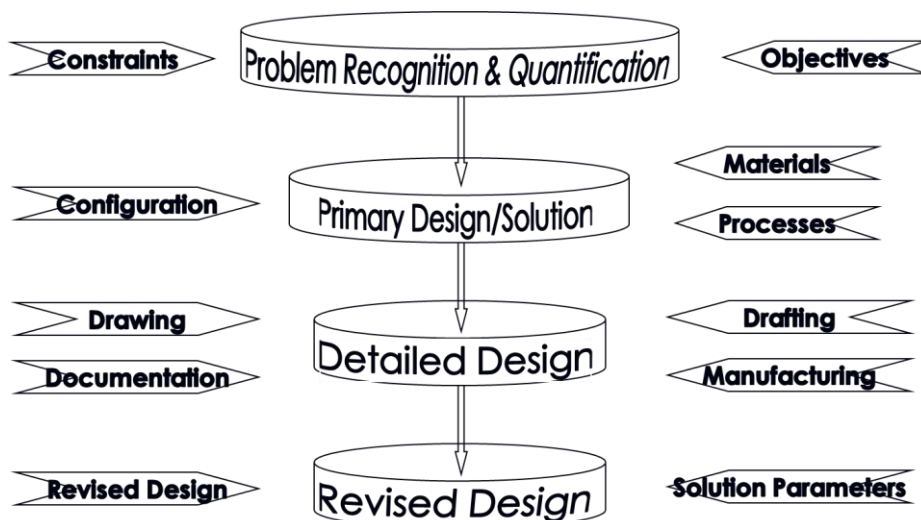 Constraints
Problem Recognition & Quantification
Objectives
Materials
Configuration
Primary Design/Solution
Processes
Drawing
Drafting
Detailed Design
Documentation
Manufacturing
Revised Design
Revised Design
Solution Parameters